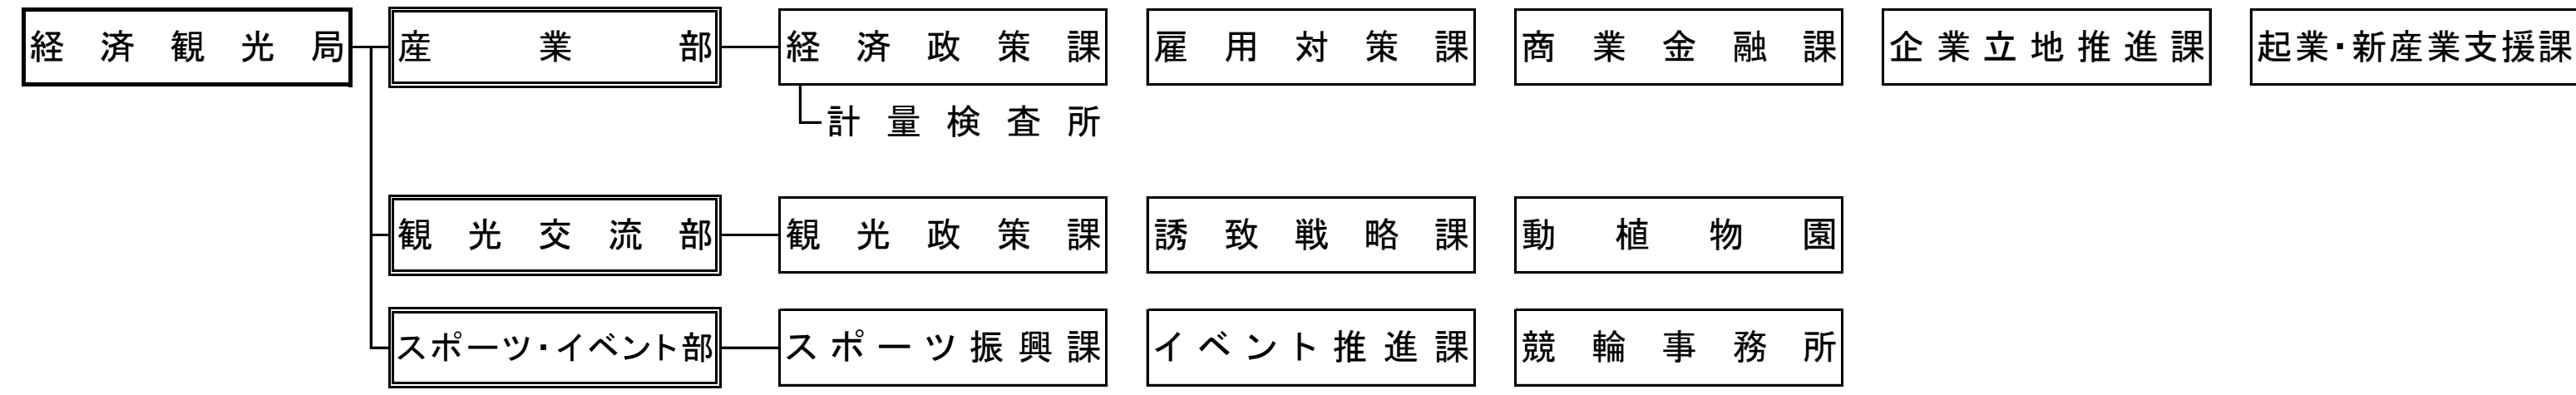 経済観光局 産業部 経済政策課 雇用対策課 商業金融課 企業立地推進課 起業・新産業支援課
計量検査所
観光交流部 観光政策課 誘致戦略課 動植物園
スポーツ・イベント部 スポーツ振興課 イベント推進課 競輪事務所